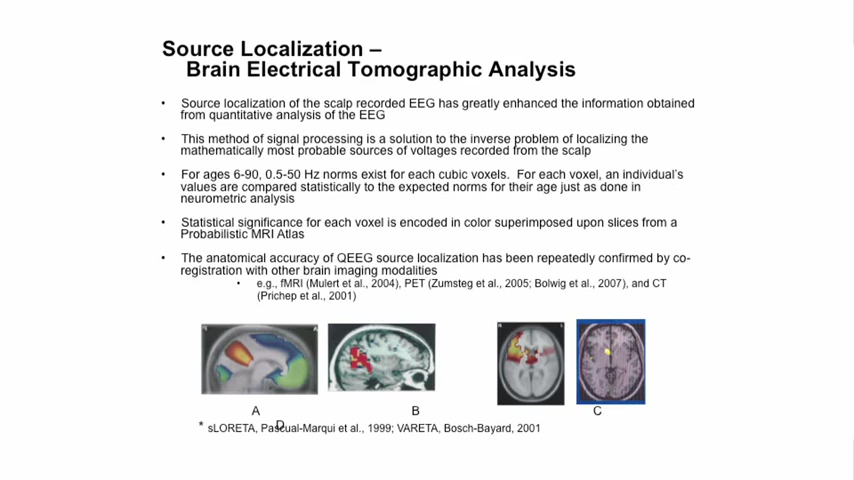 Source Localization –
Brain Electrical Tomographic Analysis
• Source localization of the scalp recorded EEG has greatly enhanced the information obtained
from quantitative analysis of the EEG
• This method of signal processing is a solution to the inverse problem of localizing the
mathematically most probable sources of voltages recorded from the scalp
• For ages 6-90, 0.5-50 Hz norms exist for each cubic voxels. For each voxel, an individual's
values are compared statistically to the expected norms for their age just as done in
neurometric analysis
• Statistical significance for each voxel is encoded in color superimposed upon slices from a
Probabilistic MRI Atlas
• The anatomical accuracy of QEEG source localization has been repeatedly confirmed by co-
registration with other brain imaging modalities
• e.g., fMRI (Mulert et al., 2004), PET (Zumsteg et al., 2005; Bolwig et al., 2007), and CT
(Prichep et al., 2001)
A B C
D
* sLORETA, Pascual-Marqui et al., 1999; VARETA, Bosch-Bayard, 2001